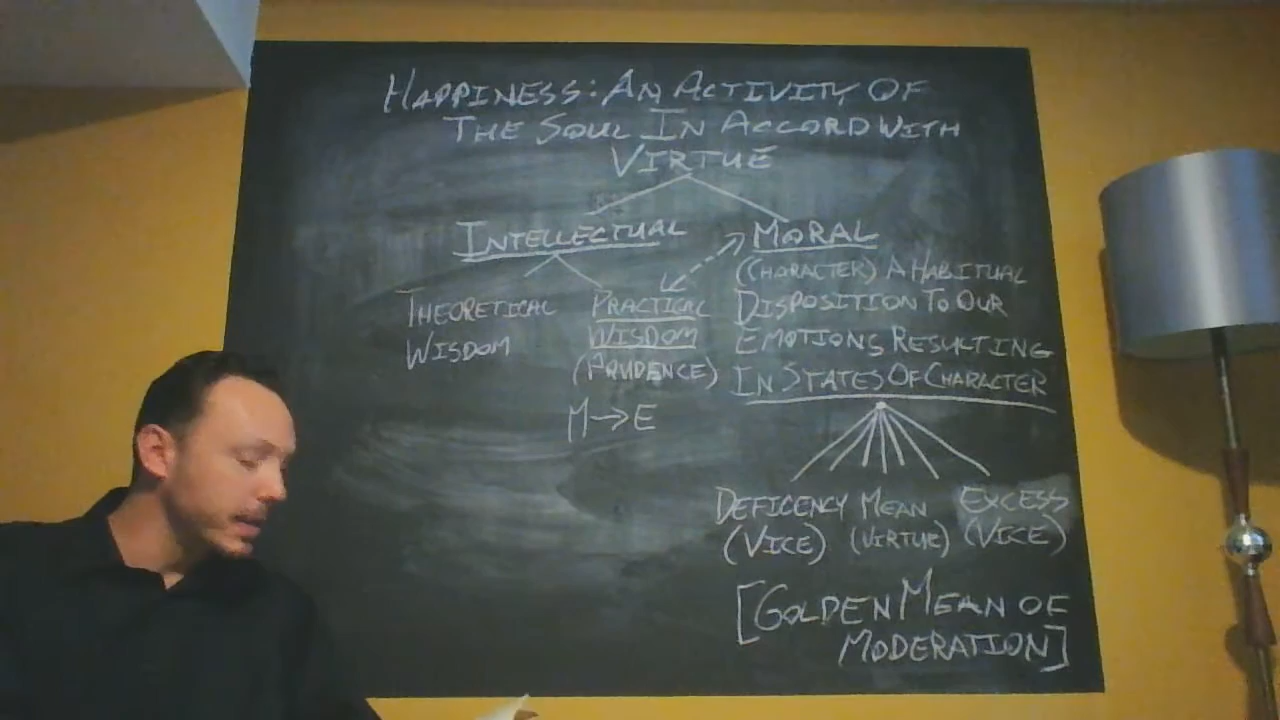 HAPPINESS: AN ACTIVITY OF
THE SOUL IN ACCORD WITH
VIRTUE
INTELLECTUAL
MORAL
THEORETICAL
WISDOM
PRACTICAL
WISDOM
(PRUDENCE)
M→E
(CHARACTER) A HABITUAL
DISPOSITION TO OUR
EMOTIONS RESULTING
IN STATES OF CHARACTER
DEFICENCY MEAN EXCESS
(VICE) (VIRTUE) (VICE)
[GOLDEN MEAN OF
MODERATION]